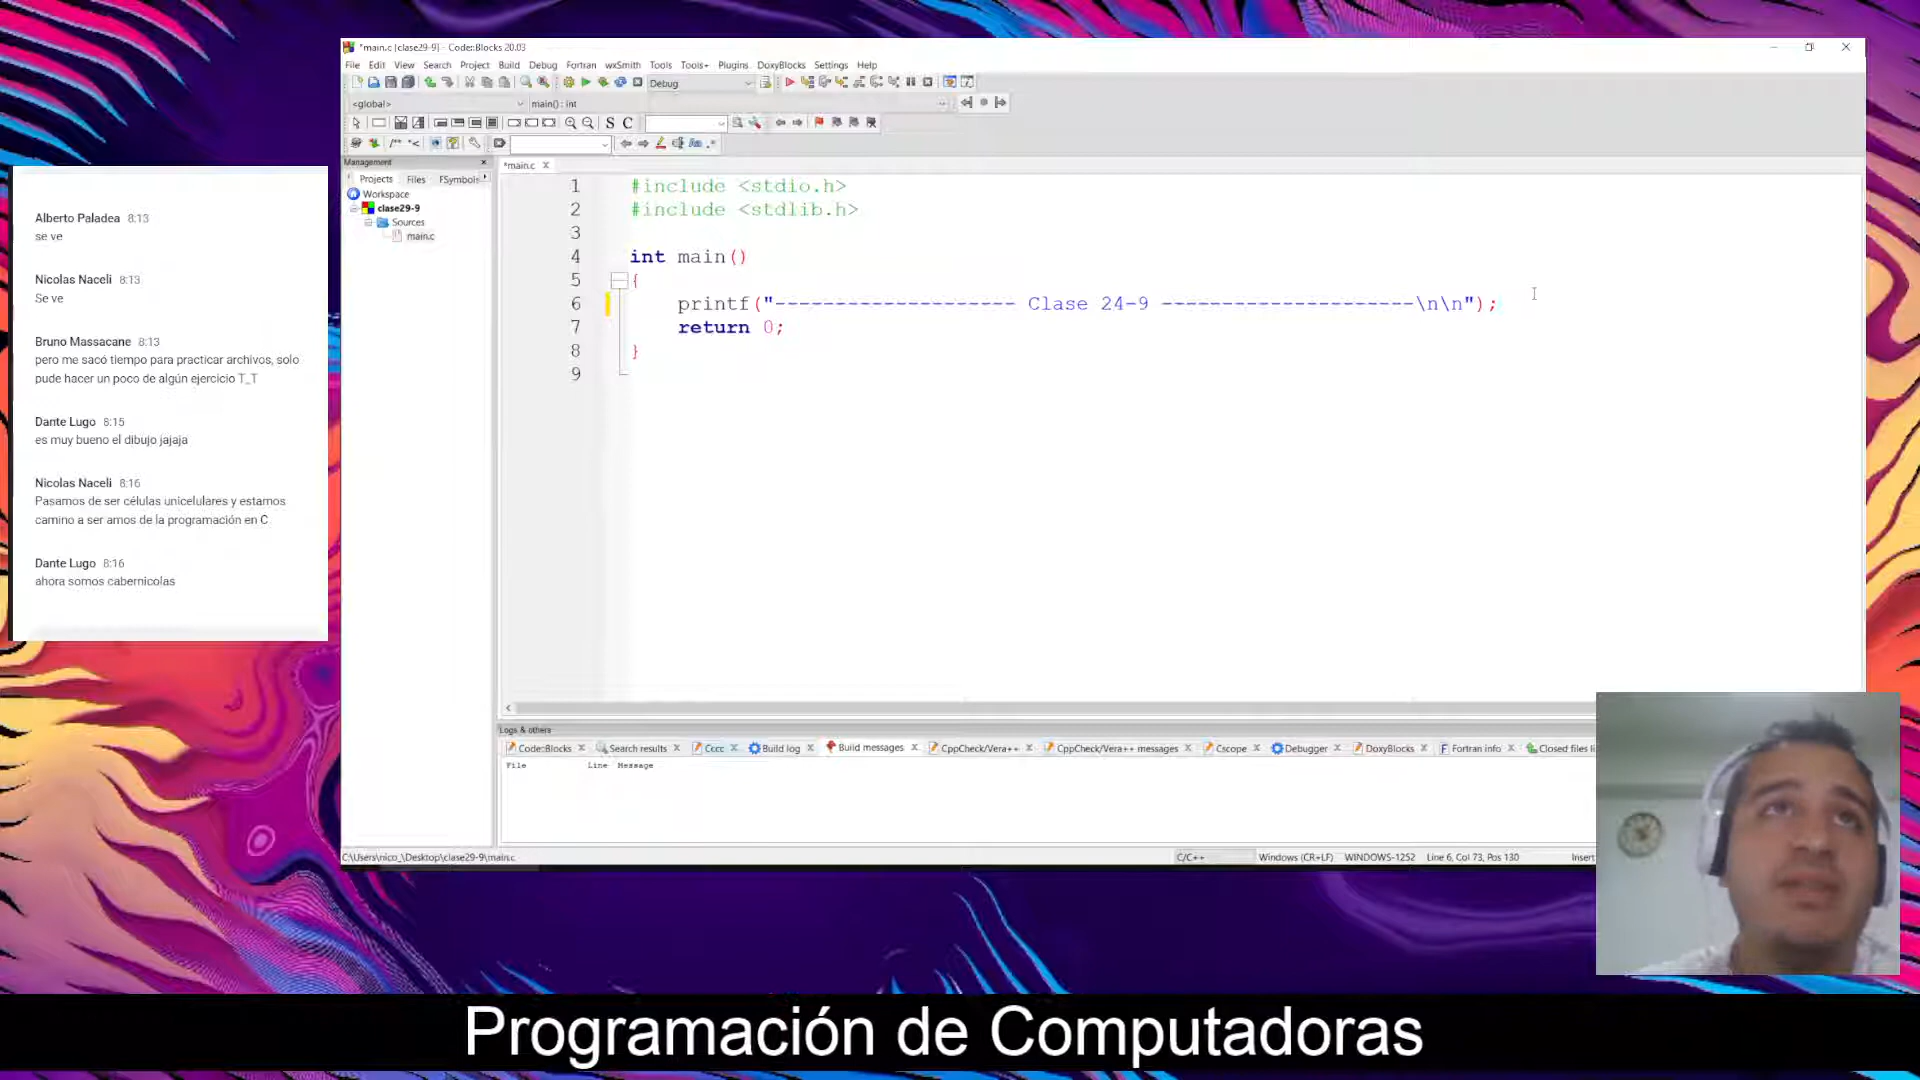 *main.c [clase29-9] - Code::Blocks 20.03
File Edit View Search Project Build Debug Fortran wxSmith Tools Tools+ Plugins DoxyBlocks Settings Help
Debug
<global>
main() : int
S C
Management
Projects Files FSymbols
Workspace
clase29-9
Sources
main.c
*main.c
1 #include <stdio.h>
2 #include <stdlib.h>
3
4 int main()
5 {
6 printf("-------------------- Clase 24-9 ---------------------\n\n");
7 return 0;
8 }
9
Alberto Paladea 8:13
se ve
Nicolas Naceli 8:13
Se ve
Bruno Massacane 8:13
pero me sacó tiempo para practicar archivos, solo
pude hacer un poco de algún ejercicio T_T
Dante Lugo 8:15
es muy bueno el dibujo jajaja
Nicolas Naceli 8:16
Pasamos de ser células unicelulares y estamos
camino a ser amos de la programación en C
Dante Lugo 8:16
ahora somos cabernicolas
Logs & others
Code::Blocks Search results Cccc Build log Build messages CppCheck/Vera++ CppCheck/Vera++ messages Cscope Debugger DoxyBlocks Fortran info Closed files li
File Line Message
C:\Users\nico_\Desktop\clase29-9\main.c C/C++ Windows (CR+LF) WINDOWS-1252 Line 6, Col 73, Pos 130 Insert
Programación de Computadoras